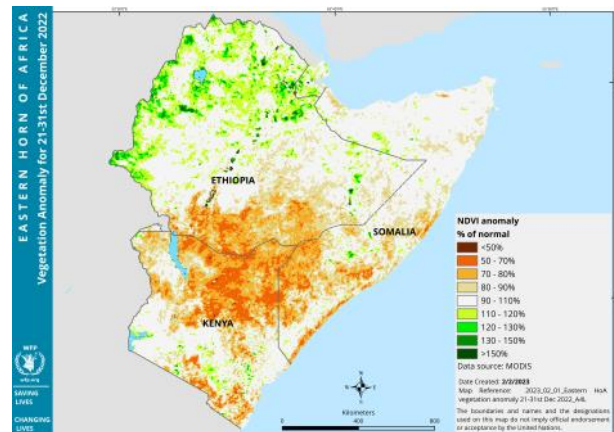 EASTERN HORN OF AFRICA
Vegetation Anomaly for 21-31st December 2022
WFP
wfp.org
SAVING
LIVES
CHANGING
LIVES
ETHIOPIA
SOMALIA
KENYA
NDVI anomaly
% of normal
<50%
50 - 70%
70 - 80%
80 - 90%
90 - 110%
110 - 120%
120 - 130%
130 - 150%
>150%
Data source: MODIS
Date Created: 2/2/2023
Map Reference: 2023_02_01_Eastern HoA
vegetation anomaly 21-31st Dec 2022_A4L
The boundaries and names and the designations
used on this map do not imply official endorsement
or acceptance by the United Nations.
Kilometers
0 400 800